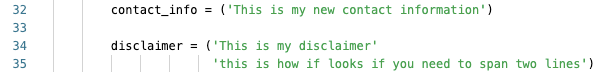 32 contact_info = ('This is my new contact information')
33
34 disclaimer = ('This is my disclaimer'
35 'this is how if looks if you need to span two lines')